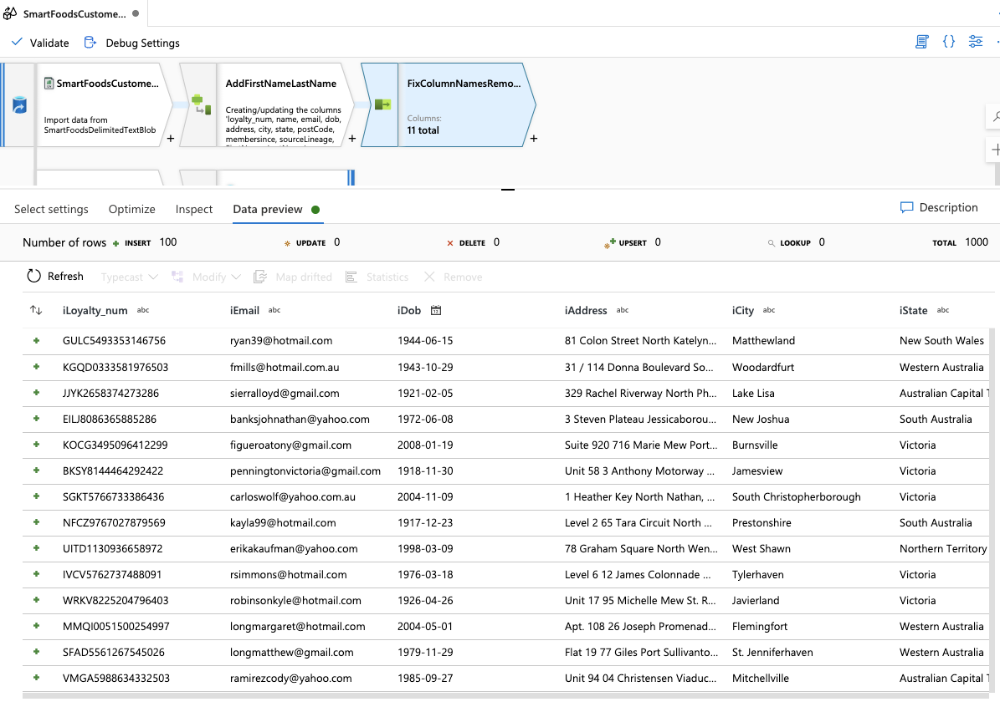 SmartFoodsCustome...
Validate Debug Settings
SmartFoodsCustome...
Import data from
SmartFoodsDelimitedTextBlob
+
AddFirstNameLastName
Creating/updating the columns
'loyalty_num, name, email, dob,
address, city, state, postCode,
membersince, sourceLineage,
+
FixColumnNamesRemo...
Columns:
11 total
+
Select settings Optimize Inspect Data preview Description
Number of rows + INSERT 100 UPDATE 0 DELETE 0 UPSERT 0 LOOKUP 0 TOTAL 1000
Refresh Typecast Modify Map drifted Statistics Remove
iLoyalty_num abc iEmail abc iDob 12 iAddress abc iCity abc iState abc
GULC5493353146756 ryan39@hotmail.com 1944-06-15 81 Colon Street North Katelyn... Matthewland New South Wales
KGQD0333581976503 fmills@hotmail.com.au 1943-10-29 31 / 114 Donna Boulevard So... Woodardfurt Western Australia
JJYK2658374273286 sierralloyd@gmail.com 1921-02-05 329 Rachel Riverway North Ph... Lake Lisa Australian Capital T
EILJ8086365885286 banksjohnathan@yahoo.com 1972-06-08 3 Steven Plateau Jessicaborou... New Joshua South Australia
KOCG3495096412299 figueroatony@gmail.com 2008-01-19 Suite 920 716 Marie Mew Port... Burnsville Victoria
BKSY8144464292422 penningtonvictoria@gmail.com 1918-11-30 Unit 58 3 Anthony Motorway ... Jamesview Victoria
SGKT5766733386436 carloswolf@yahoo.com.au 2004-11-09 1 Heather Key North Nathan, ... South Christopherborough Victoria
NFCZ9767027879569 kayla99@hotmail.com 1917-12-23 Level 2 65 Tara Circuit North ... Prestonshire South Australia
UITD1130936658972 erikakaufman@yahoo.com 1998-03-09 78 Graham Square North Wen... West Shawn Northern Territory
IVCV5762737488091 rsimmons@hotmail.com 1976-03-18 Level 6 12 James Colonnade ... Tylerhaven Victoria
WRKV8225204796403 robinsonkyle@hotmail.com 1926-04-26 Unit 17 95 Michelle Mew St. R... Javierland Victoria
MMQI0051500254997 longmargaret@hotmail.com 2004-05-01 Apt. 108 26 Joseph Promenad... Flemingfort Western Australia
SFAD5561267545026 longmatthew@gmail.com 1979-11-29 Flat 19 77 Giles Port Sullivanto... St. Jenniferhaven Western Australia
VMGA5988634332503 ramirezcody@yahoo.com 1985-09-27 Unit 94 04 Christensen Viaduc... Mitchellville Australian Capital T